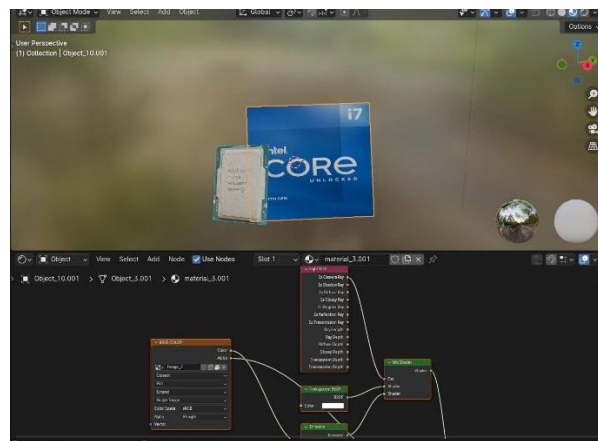 Object Mode View Select Add Object Global
Options
User Perspective
(1) Collection | Object_10.001
i7
intel
CORE
UNLOCKED
Object View Select Add Node Use Nodes Slot 1 material_3.001
Object_10.001 > Object_3.001 > material_3.001
Light Path
Is Camera Ray
Is Shadow Ray
Is Diffuse Ray
Is Glossy Ray
Is Singular Ray
Is Reflection Ray
Is Transmission Ray
Ray Length
Ray Depth
Diffuse Depth
Glossy Depth
Transparent Depth
Transmission Depth
BASE COLOR
Color
Alpha
Image_3
Linear
Flat
Extend
Single Image
Color Space sRGB
Alpha Straight
Vector
Mix Shader
Shader
Fac
Shader
Shader
Transparent BSDF
BSDF
Color
Emission
Emission